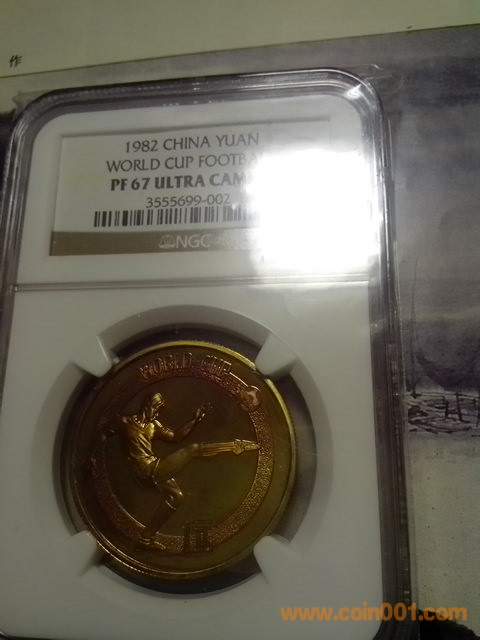 作
1982 CHINA YUAN
WORLD CUP FOOTBA
PF 67 ULTRA CAM
3555699-002
NGC
WORLD CUP
www.coin001.com